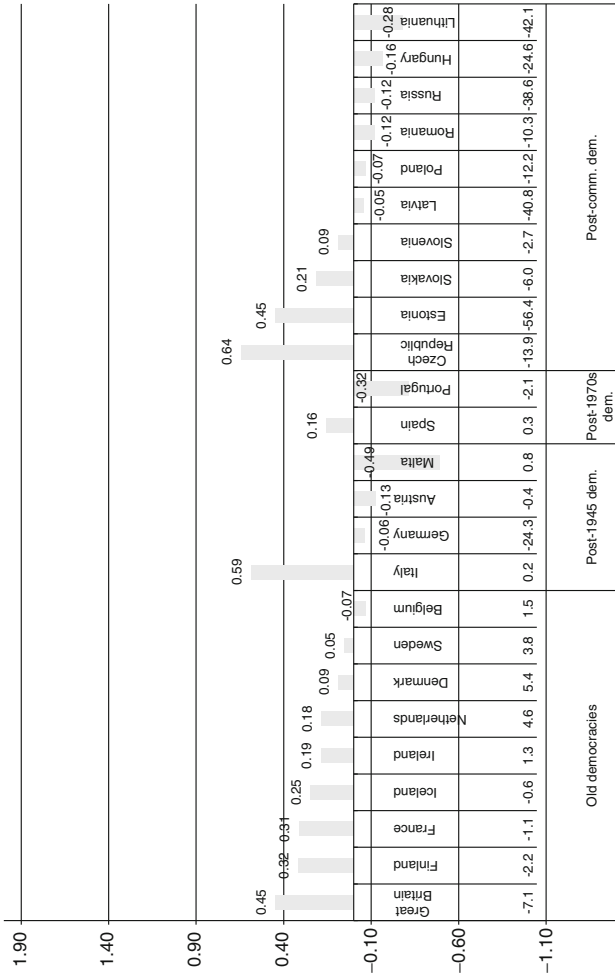 1.90
1.40
0.90
0.40
–0.10
–0.60
–1.10
0.45
0.32
0.31
0.25
0.19
0.18
0.09
0.05
-0.07
0.59
-0.06
-0.13
-0.49
0.16
-0.32
0.64
0.45
0.21
0.09
-0.05
-0.07
-0.12
-0.12
-0.16
-0.28
Great
Britain
Finland
France
Iceland
Ireland
Netherlands
Denmark
Sweden
Belgium
Italy
Germany
Austria
Malta
Spain
Portugal
Czech
Republic
Estonia
Slovakia
Slovenia
Latvia
Poland
Romania
Russia
Hungary
Lithuania
-7.1
-2.2
-1.1
-0.6
1.3
4.6
5.4
3.8
1.5
0.2
-24.3
-0.4
0.8
0.3
-2.1
-13.9
-56.4
-6.0
-2.7
-40.8
-12.2
-10.3
-38.6
-24.6
-42.1
Old democracies
Post-1945 dem.
Post-1970s
dem.
Post-comm. dem.